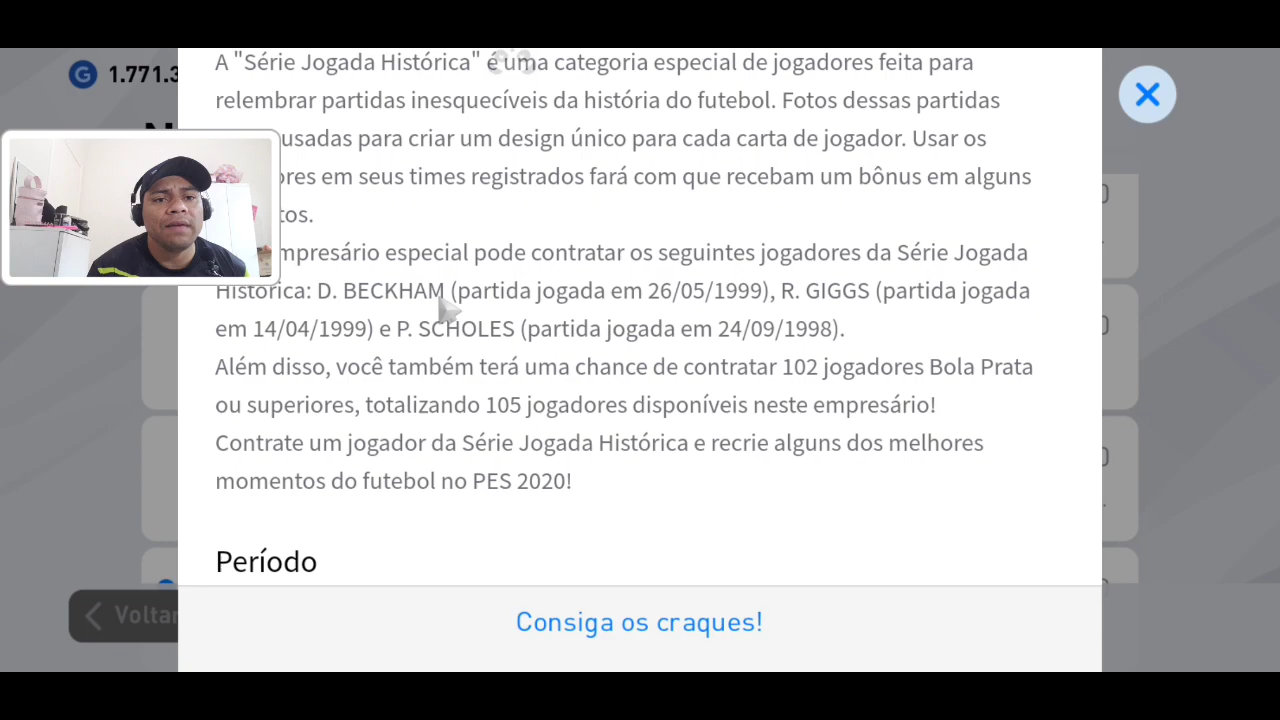 A "Série Jogada Histórica" é uma categoria especial de jogadores feita para
G 1.771.3
relembrar partidas inesquecíveis da história do futebol. Fotos dessas partidas
usadas para criar um design único para cada carta de jogador. Usar os
ores em seus times registrados fará com que recebam um bônus em alguns
tos.
mpresário especial pode contratar os seguintes jogadores da Série Jogada
Histórica: D. BECKHAM (partida jogada em 26/05/1999), R. GIGGS (partida jogada
em 14/04/1999) e P. SCHOLES (partida jogada em 24/09/1998).
Além disso, você também terá uma chance de contratar 102 jogadores Bola Prata
ou superiores, totalizando 105 jogadores disponíveis neste empresário!
Contrate um jogador da Série Jogada Histórica e recrie alguns dos melhores
momentos do futebol no PES 2020!
Período
Voltar
Consiga os craques!